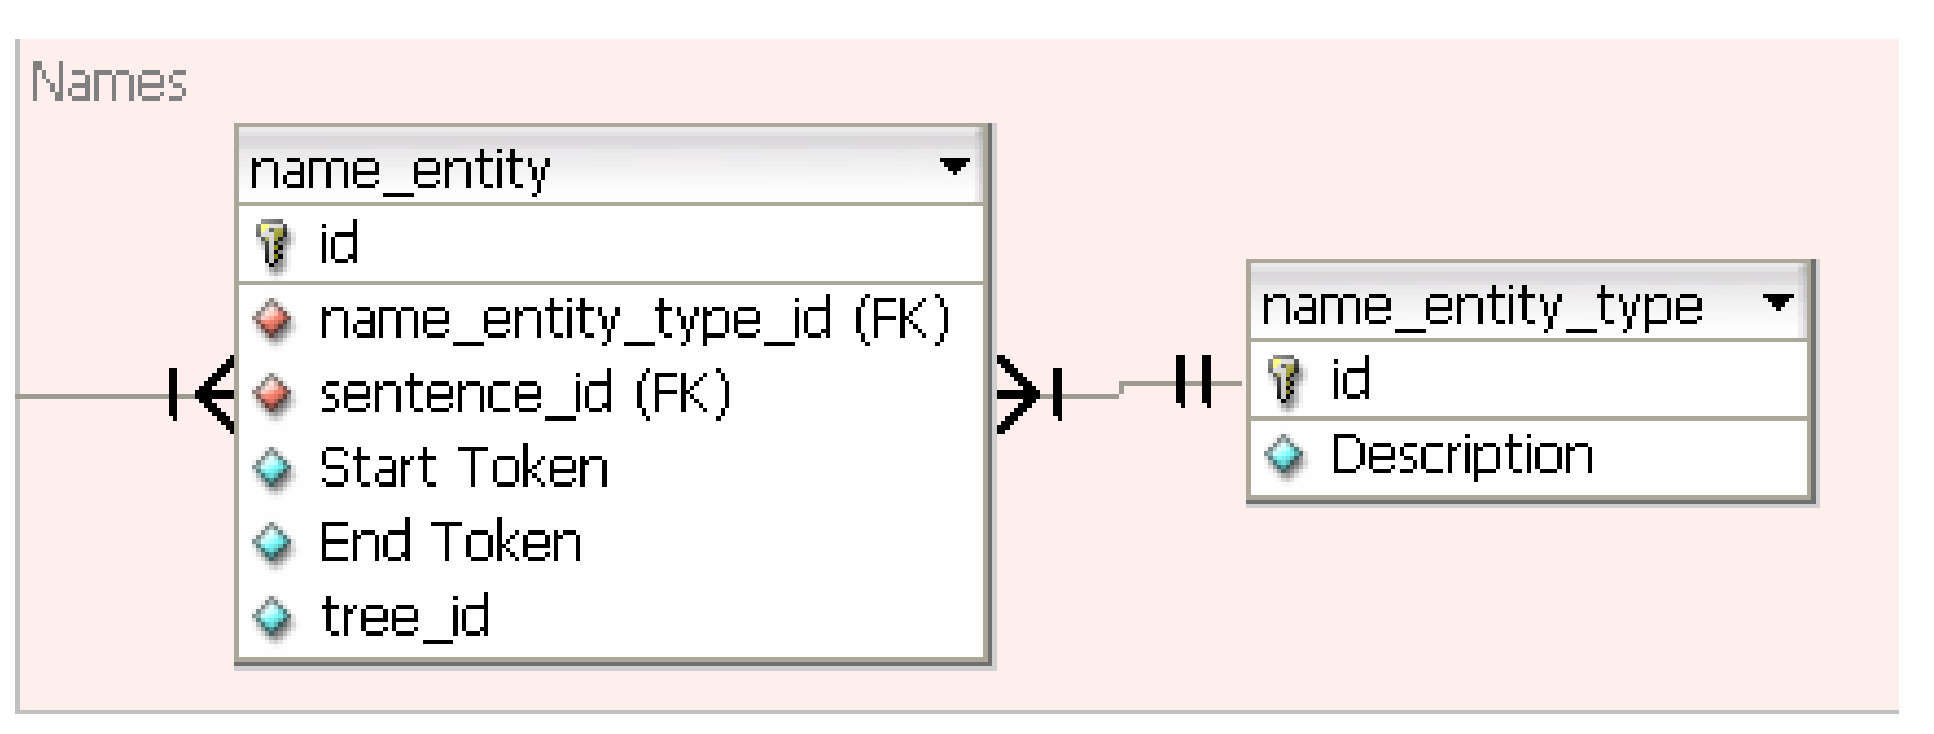 Names
name_entity
id
name_entity_type_id (FK)
sentence_id (FK)
Start Token
End Token
tree_id
name_entity_type
id
Description